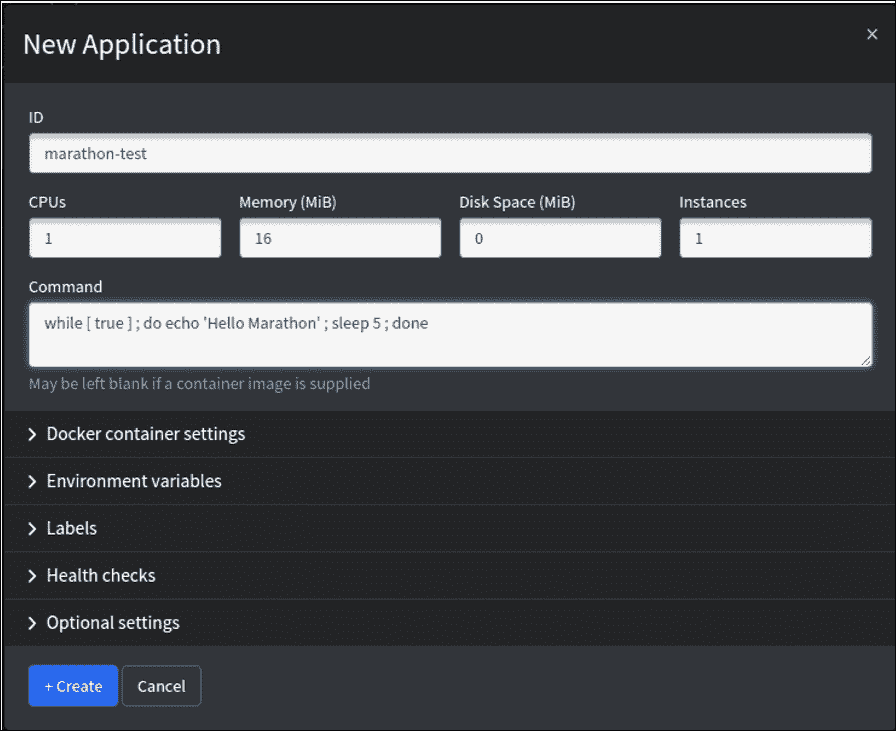 New Application
×
ID
marathon-test
CPUs Memory (MiB) Disk Space (MiB) Instances
1 16 0 1
Command
while [ true ] ; do echo 'Hello Marathon' ; sleep 5 ; done
May be left blank if a container image is supplied
Docker container settings
Environment variables
Labels
Health checks
Optional settings
+ Create Cancel